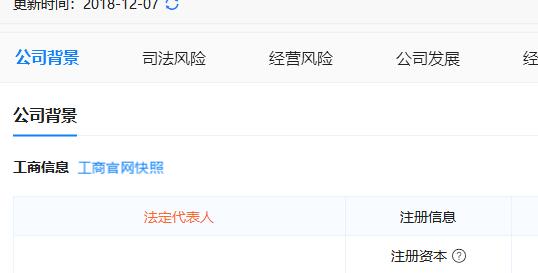 更新时间：2018-12-07
公司背景 司法风险 经营风险 公司发展 经
公司背景
工商信息 工商官网快照
法定代表人 注册信息
注册资本 ?